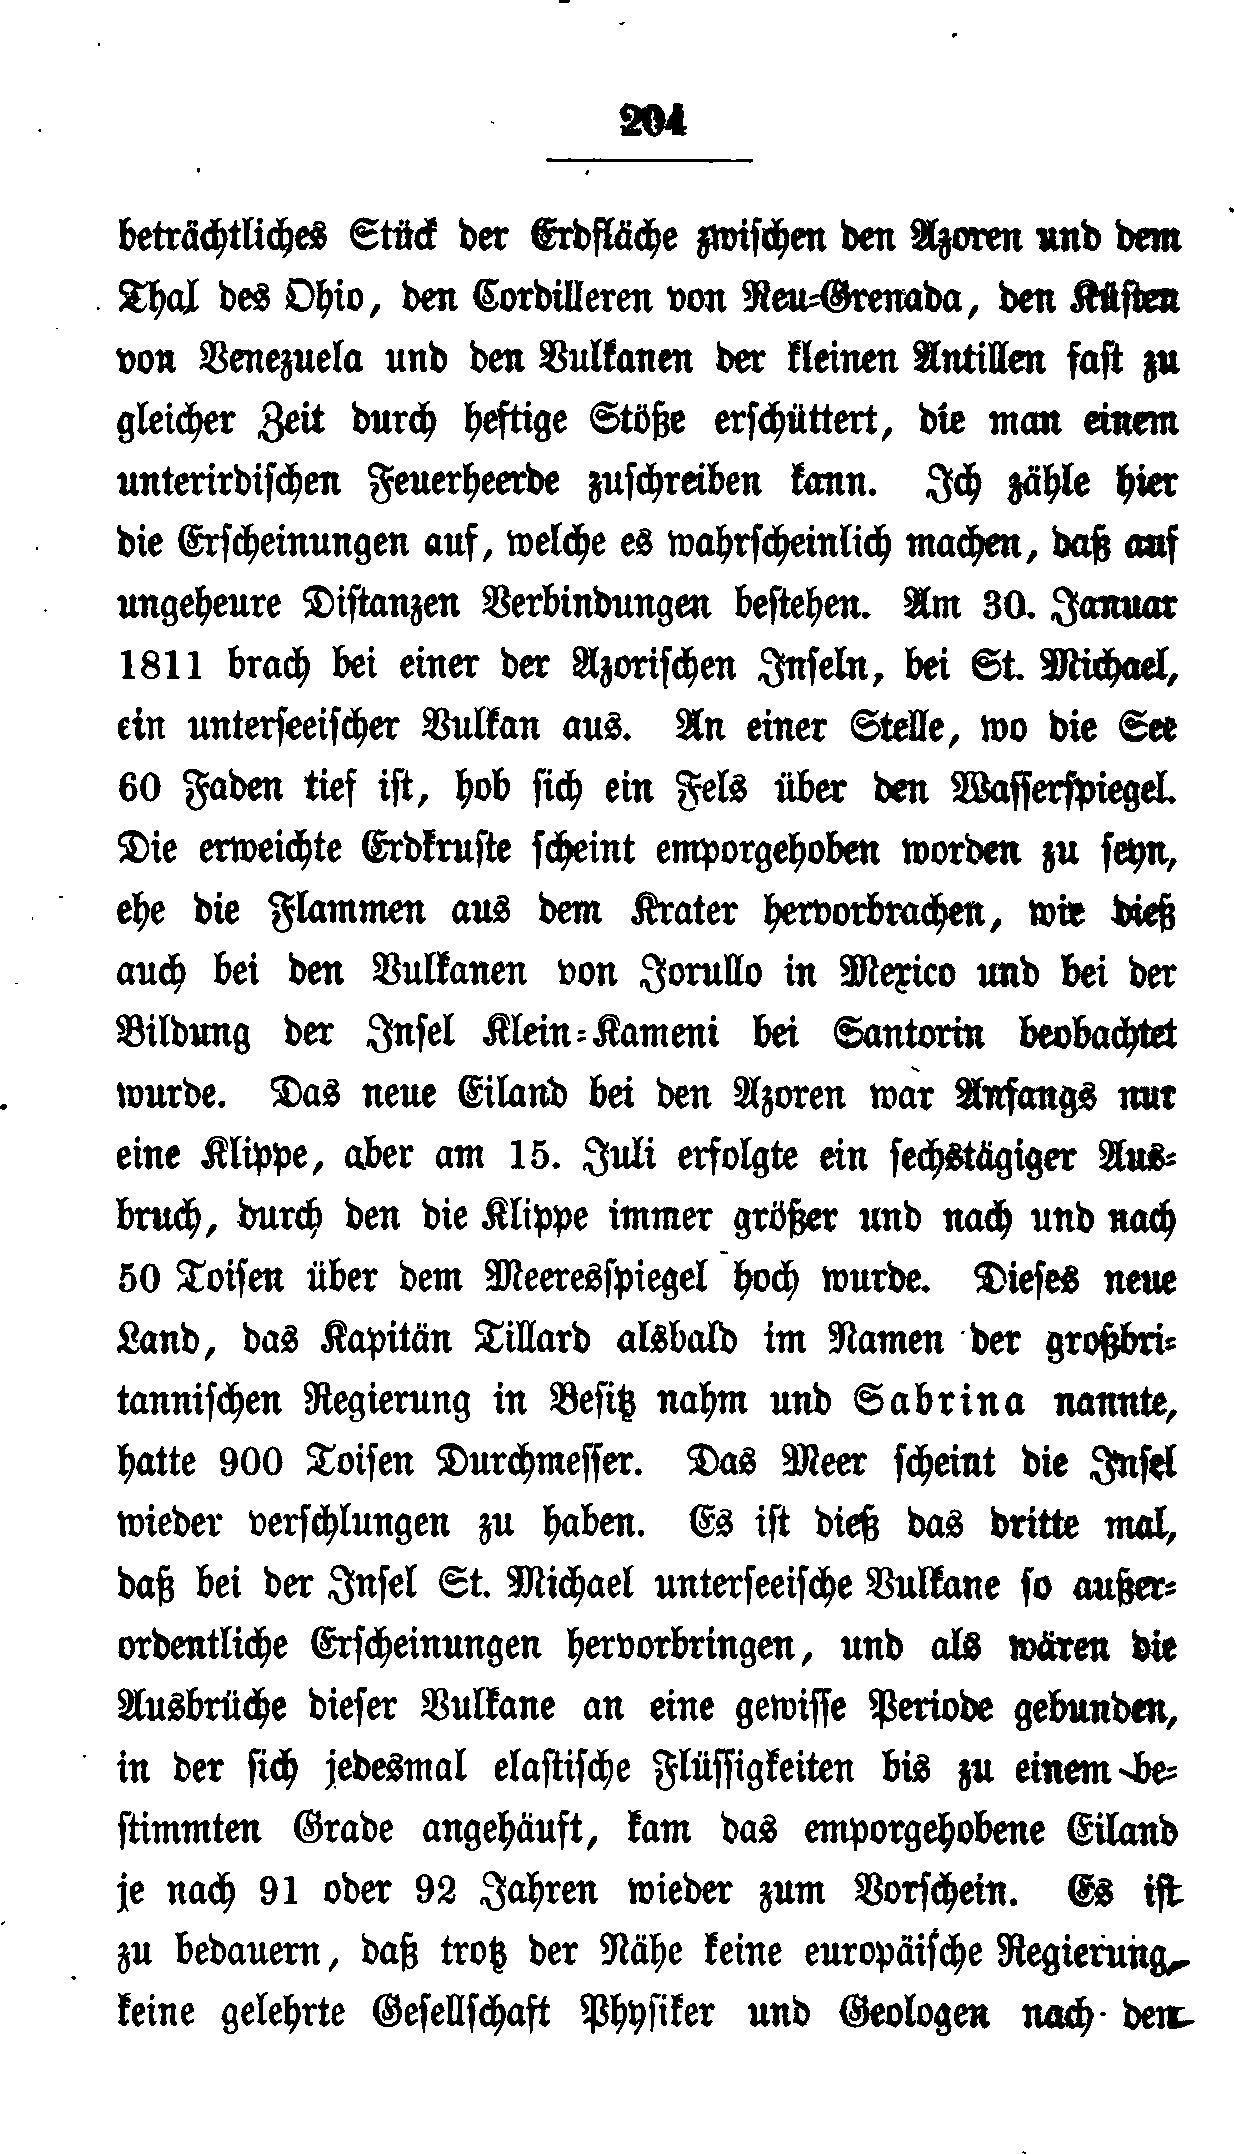 204
beträchtliches Stück der Erdfläche zwischen den Azoren und dem
Thal des Ohio, den Cordilleren von Neu-Grenada, den Küsten
von Venezuela und den Vulkanen der kleinen Antillen fast zu
gleicher Zeit durch heftige Stöße erschüttert, die man einem
unterirdischen Feuerheerde zuschreiben kann. Ich zähle hier
die Erscheinungen auf, welche es wahrscheinlich machen, daß auf
ungeheure Distanzen Verbindungen bestehen. Am 30. Januar
1811 brach bei einer der Azorischen Inseln, bei St. Michael,
ein unterseeischer Vulkan aus. An einer Stelle, wo die See
60 Faden tief ist, hob sich ein Fels über den Wasserspiegel.
Die erweichte Erdkruste scheint emporgehoben worden zu seyn,
ehe die Flammen aus dem Krater hervorbrachen, wie dieß
auch bei den Vulkanen von Jorullo in Mexico und bei der
Bildung der Insel Klein-Kameni bei Santorin beobachtet
wurde. Das neue Eiland bei den Azoren war Anfangs nur
eine Klippe, aber am 15. Juli erfolgte ein sechstägiger Aus-
bruch, durch den die Klippe immer größer und nach und nach
50 Toisen über dem Meeresspiegel hoch wurde. Dieses neue
Land, das Kapitän Tillard alsbald im Namen der großbri-
tannischen Regierung in Besitz nahm und Sabrina nannte,
hatte 900 Toisen Durchmesser. Das Meer scheint die Insel
wieder verschlungen zu haben. Es ist dieß das dritte mal,
daß bei der Insel St. Michael unterseeische Vulkane so außer-
ordentliche Erscheinungen hervorbringen, und als wären die
Ausbrüche dieser Vulkane an eine gewisse Periode gebunden,
in der sich jedesmal elastische Flüssigkeiten bis zu einem be-
stimmten Grade angehäuft, kam das emporgehobene Eiland
je nach 91 oder 92 Jahren wieder zum Vorschein. Es ist
zu bedauern, daß trotz der Nähe keine europäische Regierung,
keine gelehrte Gesellschaft Physiker und Geologen nach den